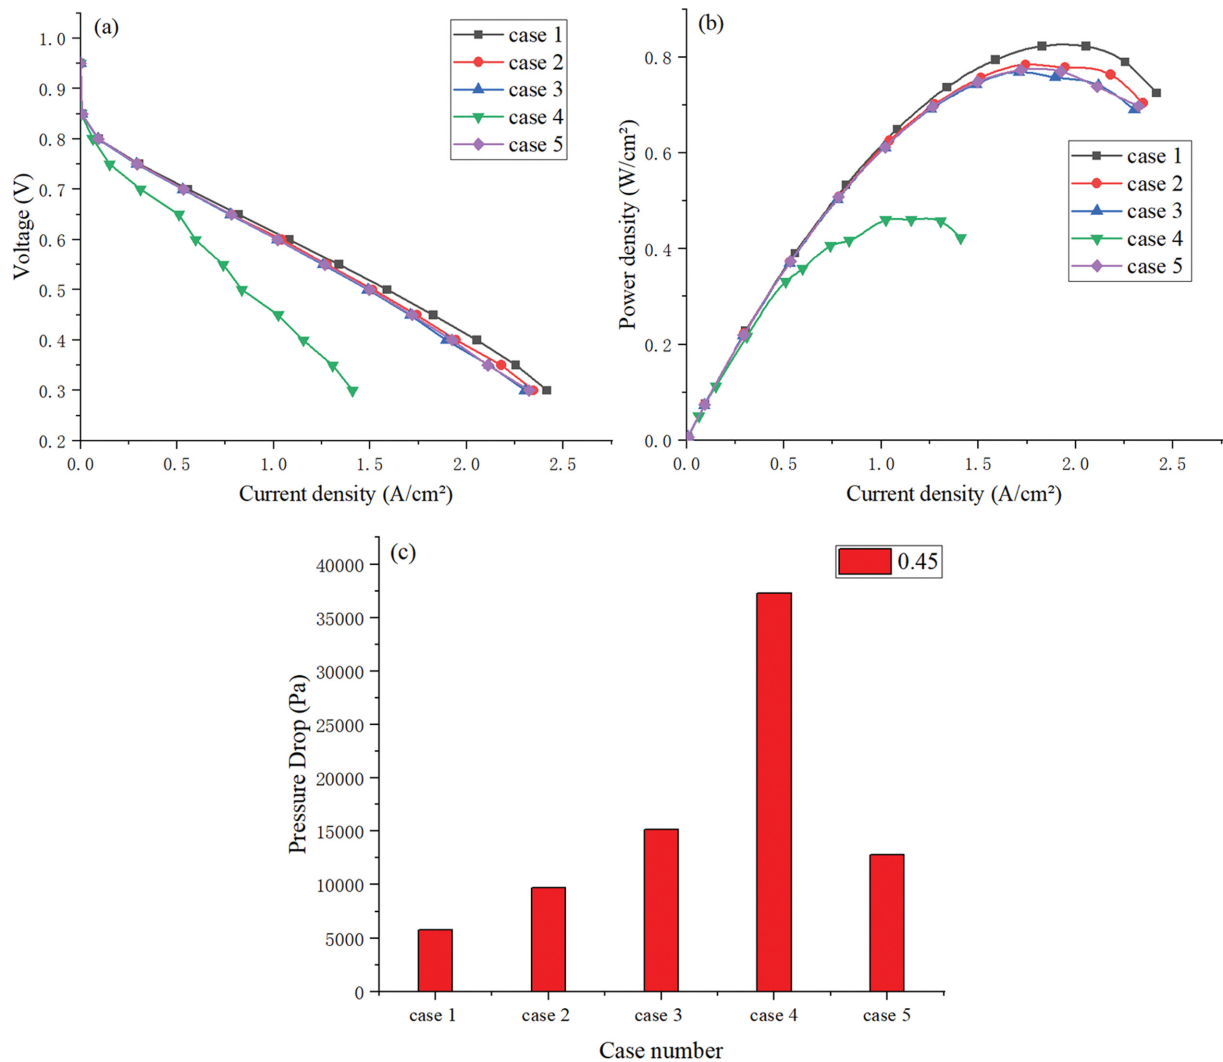 (a)
case 1
case 2
case 3
case 4
case 5
1.0
0.9
0.8
0.7
0.6
0.5
0.4
0.3
0.2
Voltage (V)
0.0 0.5 1.0 1.5 2.0 2.5
Current density (A/cm²)
(b)
0.8
0.6
0.4
0.2
0.0
Power density (W/cm²)
case 1
case 2
case 3
case 4
case 5
0.0 0.5 1.0 1.5 2.0 2.5
Current density (A/cm²)
(c)
0.45
40000
35000
30000
25000
20000
15000
10000
5000
0
Pressure Drop (Pa)
case 1 case 2 case 3 case 4 case 5
Case number